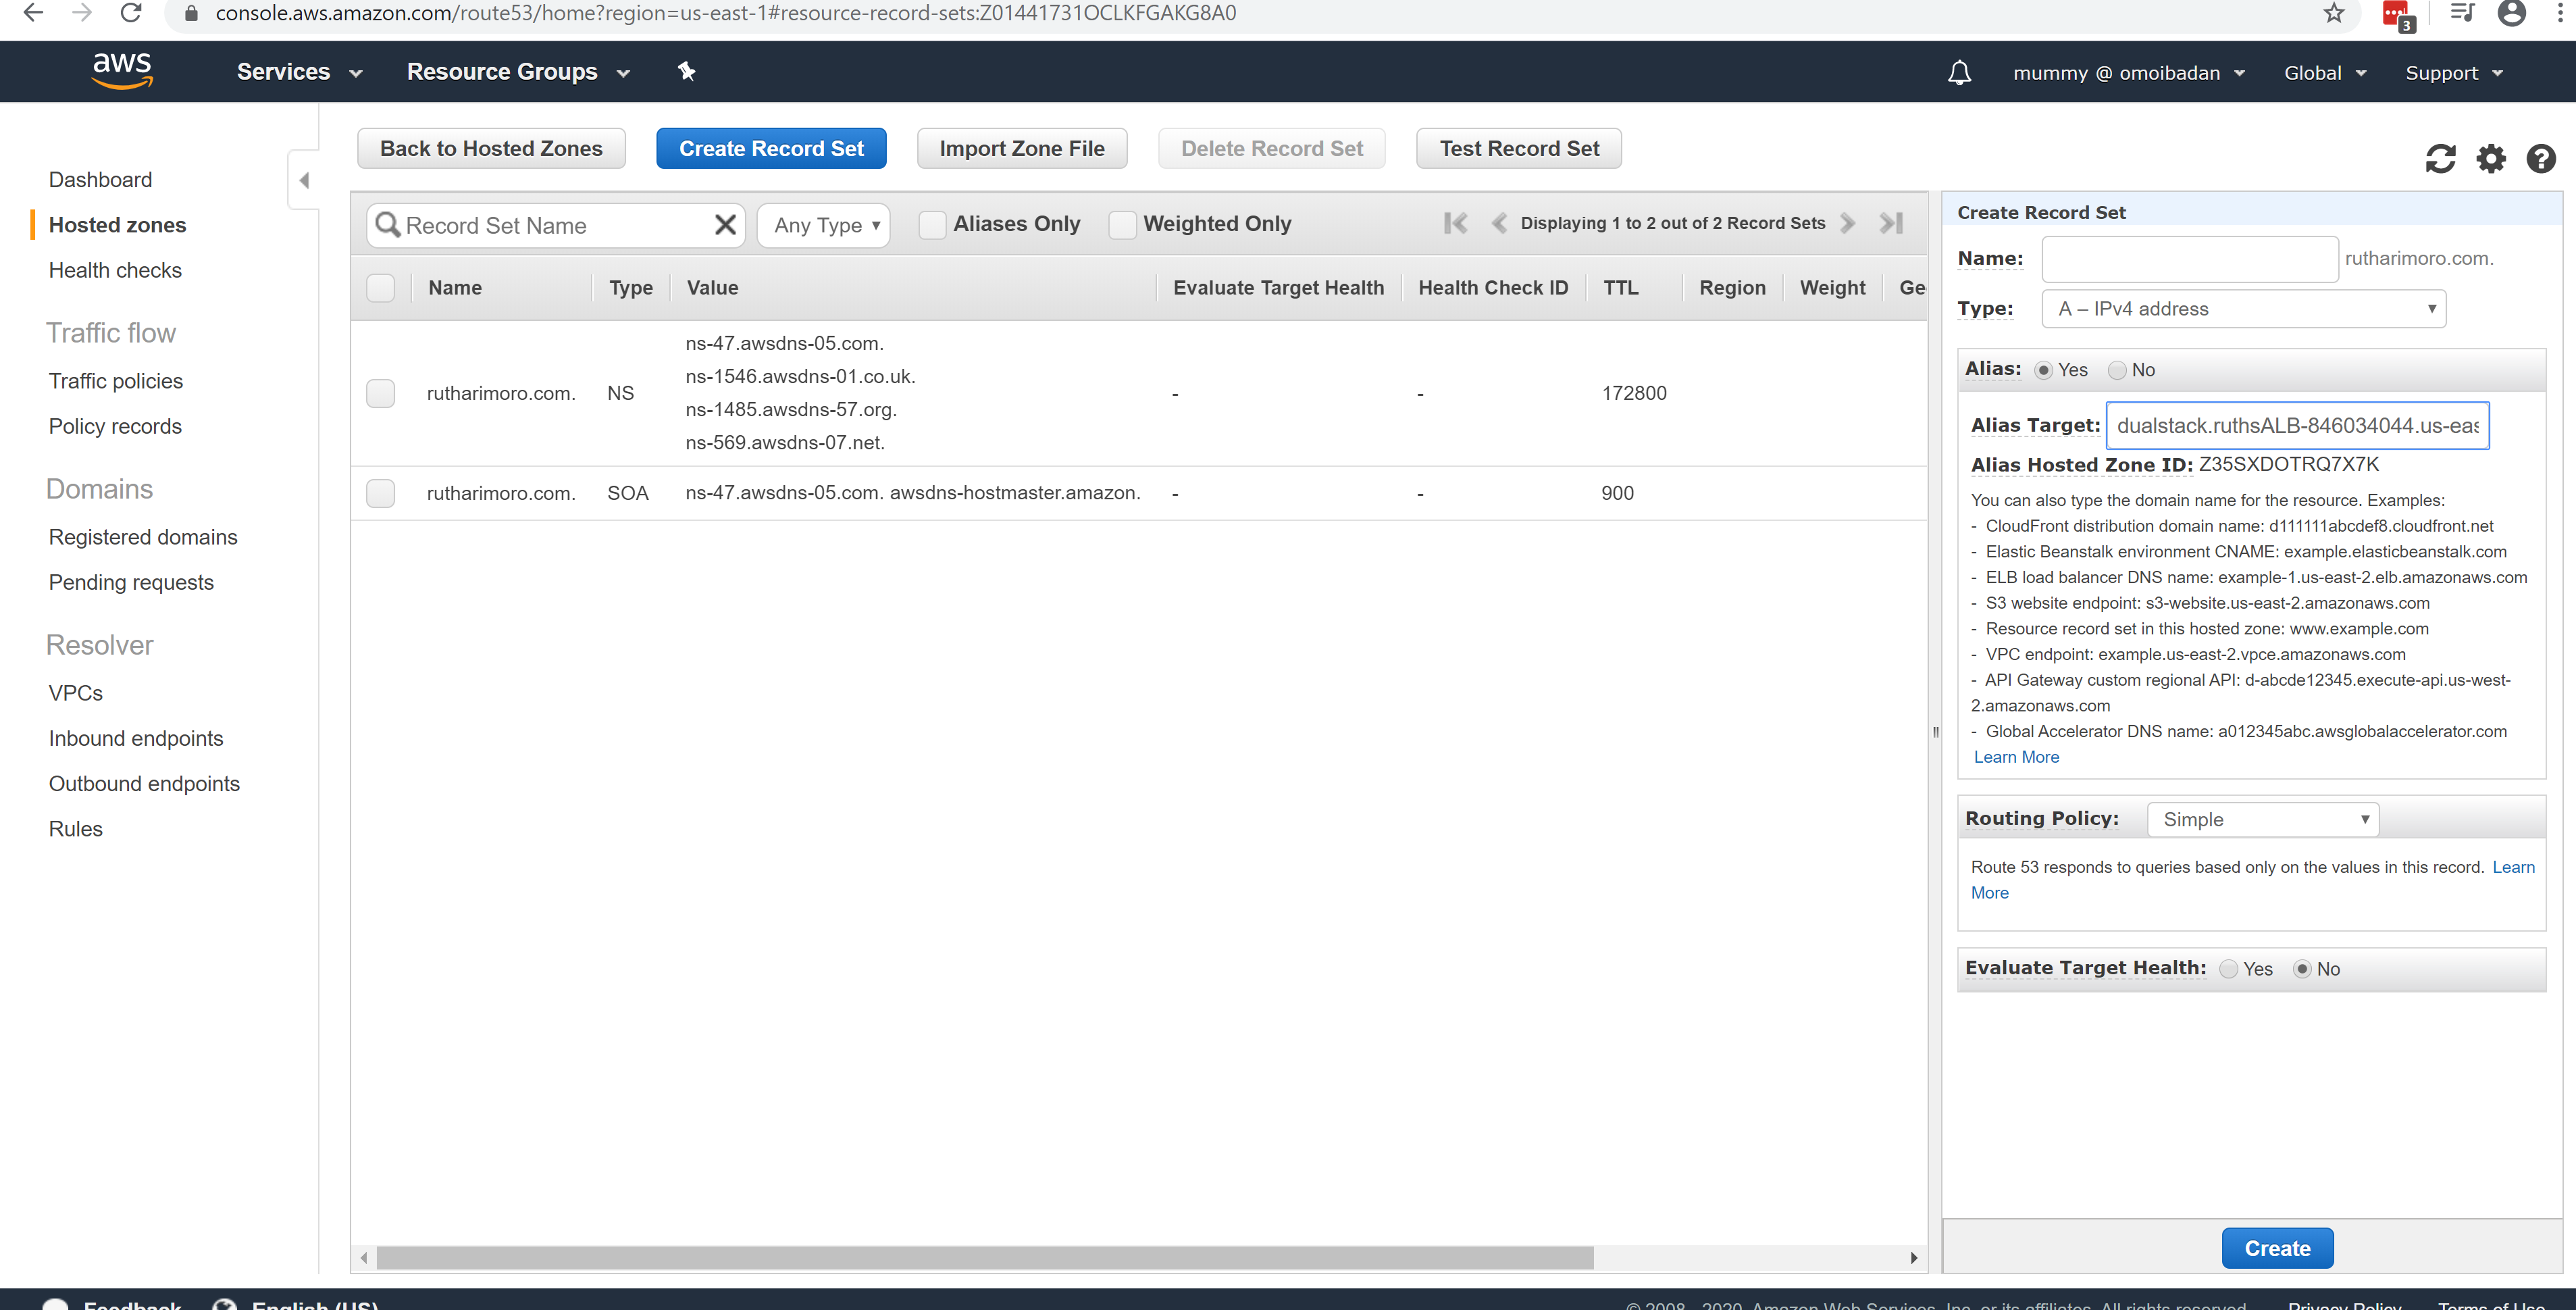 console.aws.amazon.com/route53/home?region=us-east-1#resource-record-sets:Z01441731OCLKFGAKG8A0
3
aws
Services
Resource Groups
mummy @ omoibadan
Global
Support
Back to Hosted Zones
Create Record Set
Import Zone File
Delete Record Set
Test Record Set
Dashboard
Hosted zones
Health checks
Traffic flow
Traffic policies
Policy records
Domains
Registered domains
Pending requests
Resolver
VPCs
Inbound endpoints
Outbound endpoints
Rules
Record Set Name
Any Type
Aliases Only
Weighted Only
Displaying 1 to 2 out of 2 Record Sets
Name Type Value Evaluate Target Health Health Check ID TTL Region Weight Ge
rutharimoro.com. NS
ns-47.awsdns-05.com.
ns-1546.awsdns-01.co.uk.
ns-1485.awsdns-57.org.
ns-569.awsdns-07.net.
- - 172800
rutharimoro.com. SOA ns-47.awsdns-05.com. awsdns-hostmaster.amazon. - - 900
Create Record Set
Name: rutharimoro.com.
Type: A – IPv4 address
Alias: Yes No
Alias Target: dualstack.ruthsALB-846034044.us-eas
Alias Hosted Zone ID: Z35SXDOTRQ7X7K
You can also type the domain name for the resource. Examples:
- CloudFront distribution domain name: d111111abcdef8.cloudfront.net
- Elastic Beanstalk environment CNAME: example.elasticbeanstalk.com
- ELB load balancer DNS name: example-1.us-east-2.elb.amazonaws.com
- S3 website endpoint: s3-website.us-east-2.amazonaws.com
- Resource record set in this hosted zone: www.example.com
- VPC endpoint: example.us-east-2.vpce.amazonaws.com
- API Gateway custom regional API: d-abcde12345.execute-api.us-west-
2.amazonaws.com
- Global Accelerator DNS name: a012345abc.awsglobalaccelerator.com
Learn More
Routing Policy: Simple
Route 53 responds to queries based only on the values in this record. Learn
More
Evaluate Target Health: Yes No
Create
Feedback
English (US)
© 2008 - 2020, Amazon Web Services, Inc. or its affiliates. All rights reserved.
Privacy Policy
Terms of Use